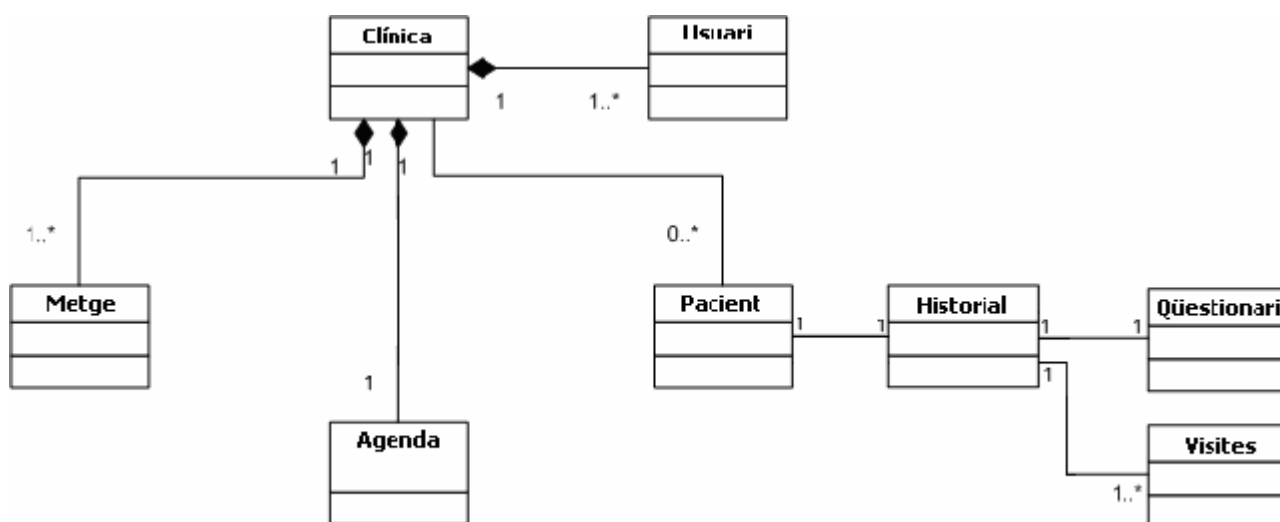 Clínica
Usuari
1
1..*
1
1
1
1..*
0..*
Metge
Pacient
Historial
Qüestionari
1
1
1
1
1
1
Agenda
Visites
1..*